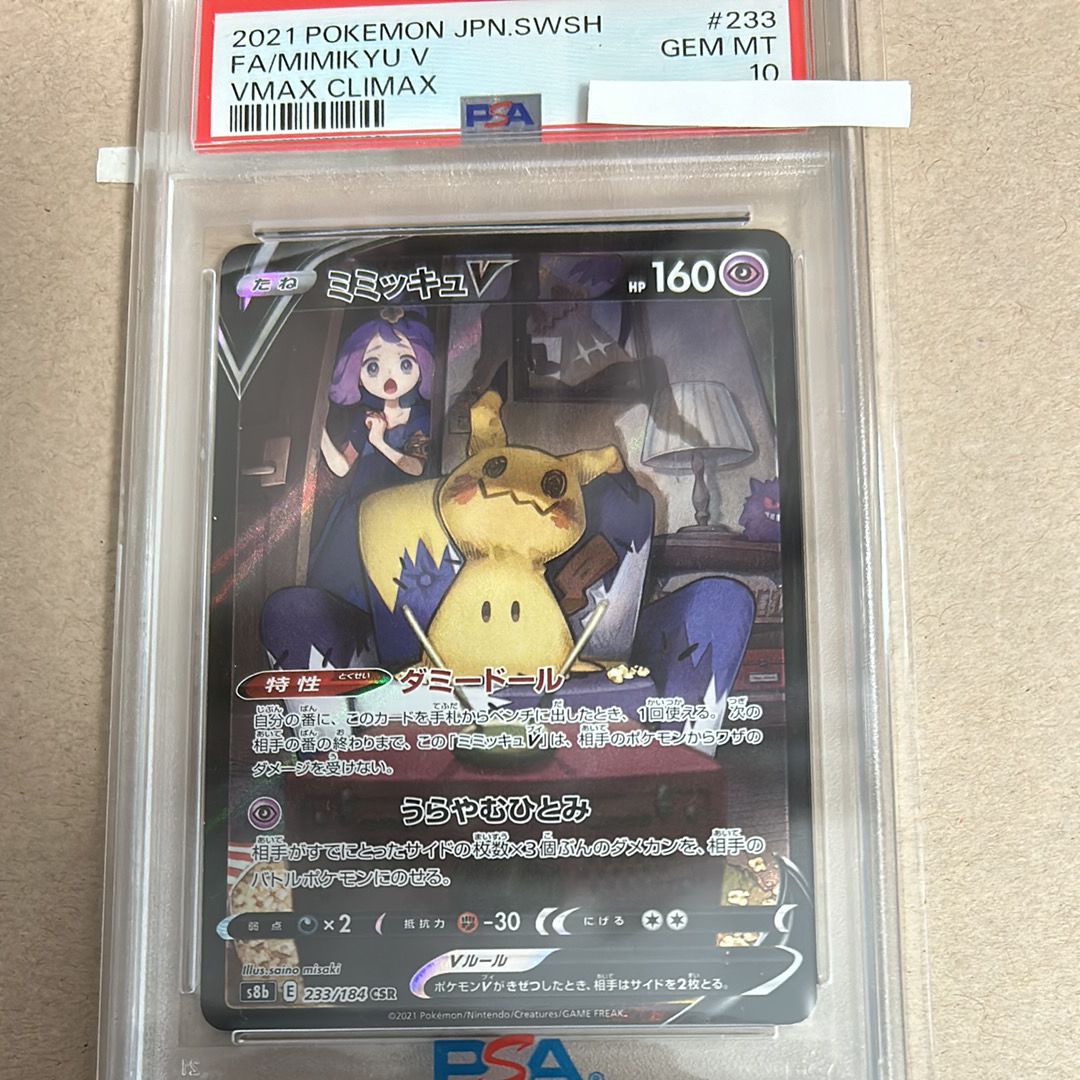 2021 POKEMON JPN.SWSH #233
FA/MIMIKYU V GEM MT
VMAX CLIMAX 10
PSA
たね ミミッキュV HP 160
特性 とくせい ダミードール
自分の番に、このカードを手札からベンチに出したとき、1回使える。次の
相手の番の終わりまで、この「ミミッキュV」は、相手のポケモンからワザの
ダメージを受けない。
うらやむひとみ
相手がすでにとったサイドの枚数×3個ぶんのダメカンを、相手の
バトルポケモンにのせる。
弱点 ×2 抵抗力 -30 にげる
Illus.saino misaki
Vルール
ポケモンVがきぜつしたとき、相手はサイドを2枚とる。
s8b E 233/184 CSR
©2021 Pokémon/Nintendo/Creatures/GAME FREAK.
PSA®